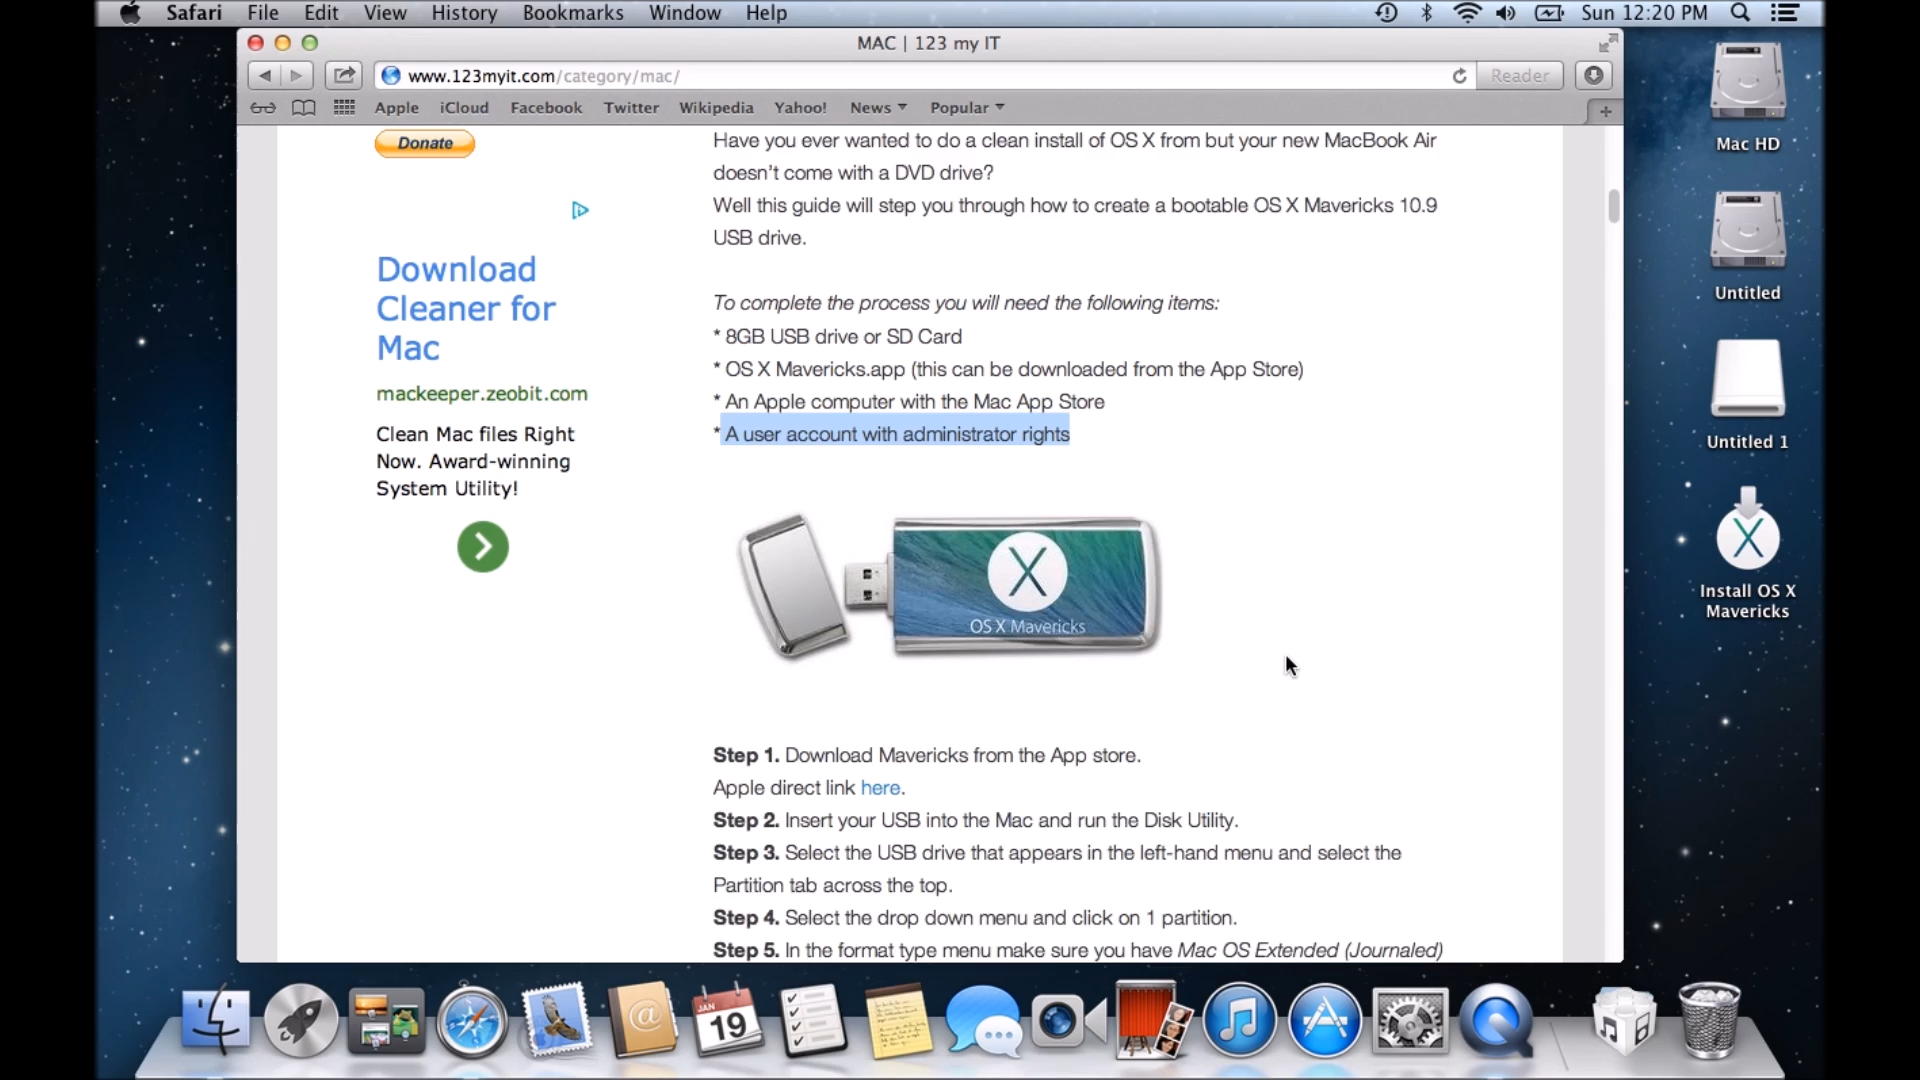 Safari File Edit View History Bookmarks Window Help
Sun 12:20 PM
MAC | 123 my IT
www.123myit.com/category/mac/
Reader
Apple iCloud Facebook Twitter Wikipedia Yahoo! News Popular
Donate
Download
Cleaner for
Mac
mackeeper.zeobit.com
Clean Mac files Right
Now. Award-winning
System Utility!
Have you ever wanted to do a clean install of OS X from but your new MacBook Air
doesn't come with a DVD drive?
Well this guide will step you through how to create a bootable OS X Mavericks 10.9
USB drive.
To complete the process you will need the following items:
* 8GB USB drive or SD Card
* OS X Mavericks.app (this can be downloaded from the App Store)
* An Apple computer with the Mac App Store
* A user account with administrator rights
X
OS X Mavericks
Step 1. Download Mavericks from the App store.
Apple direct link here.
Step 2. Insert your USB into the Mac and run the Disk Utility.
Step 3. Select the USB drive that appears in the left-hand menu and select the
Partition tab across the top.
Step 4. Select the drop down menu and click on 1 partition.
Step 5. In the format type menu make sure you have Mac OS Extended (Journaled)
Mac HD
Untitled
Untitled 1
X
Install OS X
Mavericks
JAN
19